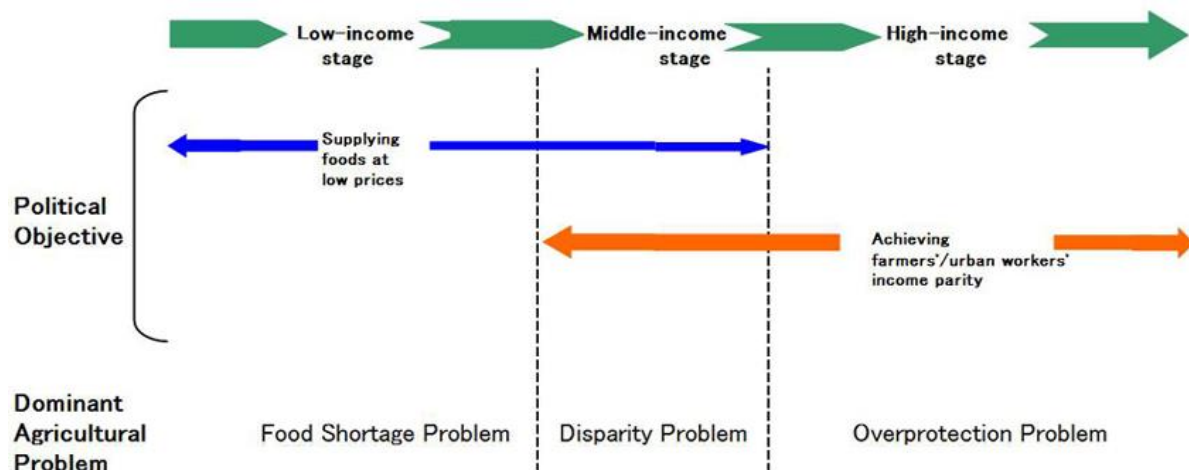 Low-income
stage
Middle-income
stage
High-income
stage
Supplying
foods at
low prices
Political
Objective
Achieving
farmers'/urban workers'
income parity
Dominant
Agricultural
Problem
Food Shortage Problem
Disparity Problem
Overprotection Problem